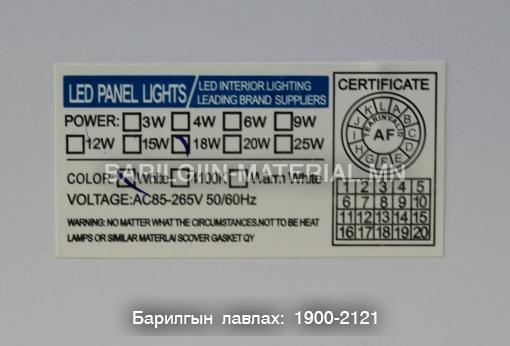 LED PANEL LIGHTS
LED INTERIOR LIGHTING
LEADING BRAND SUPPLIERS
POWER: 3W 4W 6W 9W
12W 15W 18W 20W 25W
COLOR: White 4100K Warm White
VOLTAGE:AC85-265V 50/60Hz
WARNING: NO MATTER WHAT THE CIRCUMSTANCES,NOT TO BE HEAT
LAMPS OR SIMILAR MATERLAI SCOVER GASKET QY
CERTIFICATE
TEARINVALID
AF
1 2 3 4 5
6 7 8 9 10
11 12 13 14 15
16 17 18 19 20
BARILGIIN-MATERIAL.MN
Барилгын лавлах: 1900-2121